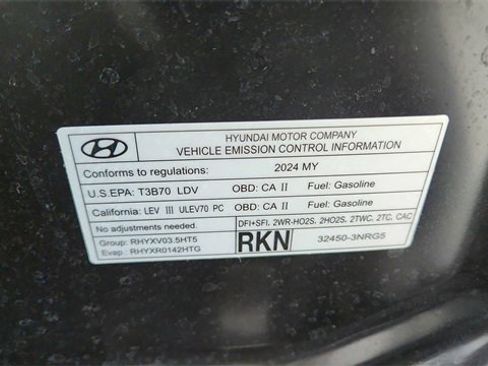 HYUNDAI MOTOR COMPANY
VEHICLE EMISSION CONTROL INFORMATION
Conforms to regulations: 2024 MY
U.S.EPA: T3B70 LDV OBD: CA II Fuel: Gasoline
California: LEV III ULEV70 PC OBD: CA II Fuel: Gasoline
No adjustments needed. DFI+SFI, 2WR-HO2S, 2HO2S, 2TWC, 2TC, CAC
Group: RHYXV03.5HT5 RKN 32450-3NRG5
Evap: RHYXR0142HTG